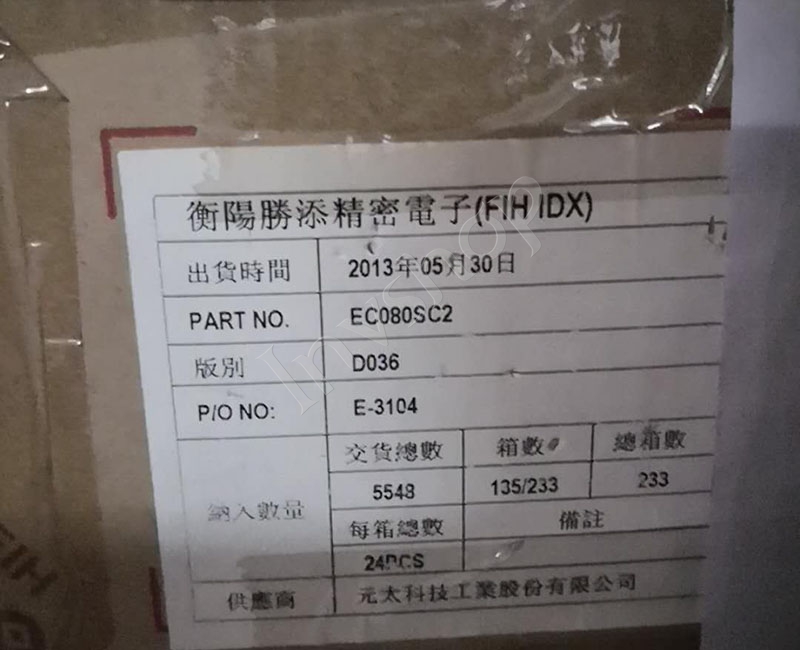 衡陽勝添精密電子(FIH IDX)
出貨時間 2013年05月30日
PART NO. EC080SC2
版別 D036
P/O NO: E-3104
納入數量 交货總數 箱數 總箱數
5548 135/233 233
每箱總數 備註
24PCS
供應商 元太科技工業股份有限公司
FIH
Invshop